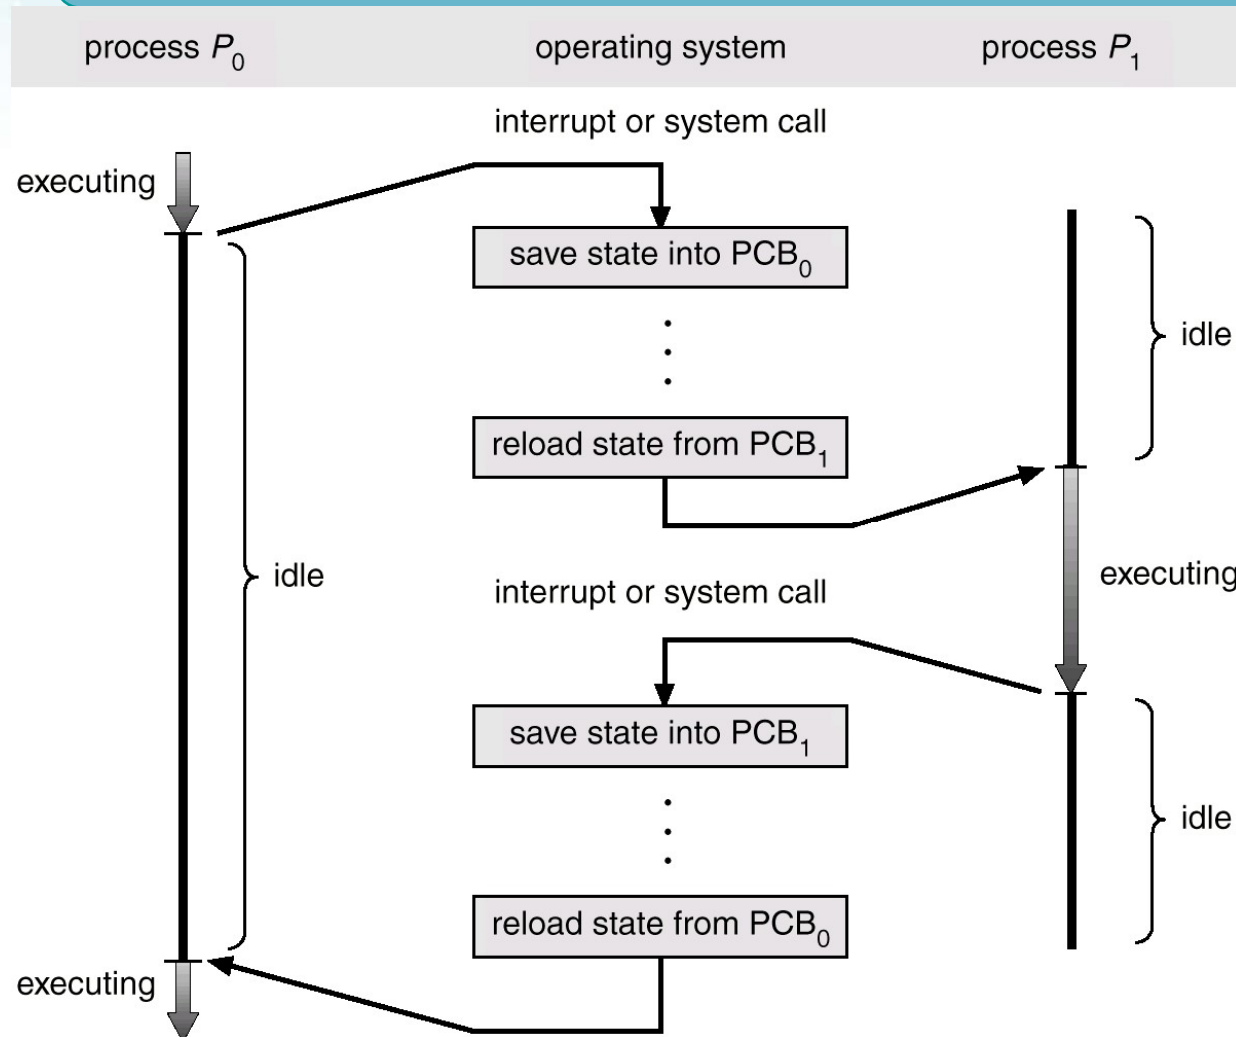 process P0
operating system
process P1
interrupt or system call
executing
save state into PCB0
idle
reload state from PCB1
idle
executing
interrupt or system call
save state into PCB1
idle
reload state from PCB0
executing